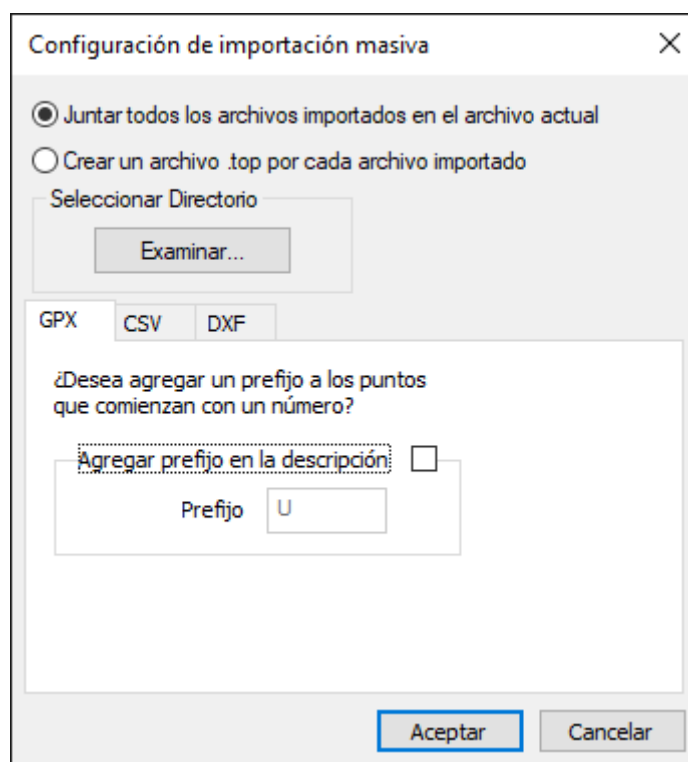 Configuración de importación masiva
Juntar todos los archivos importados en el archivo actual
Crear un archivo .top por cada archivo importado
Seleccionar Directorio
Examinar...
GPX CSV DXF
¿Desea agregar un prefijo a los puntos
que comienzan con un número?
Agregar prefijo en la descripción
Prefijo U
Aceptar Cancelar